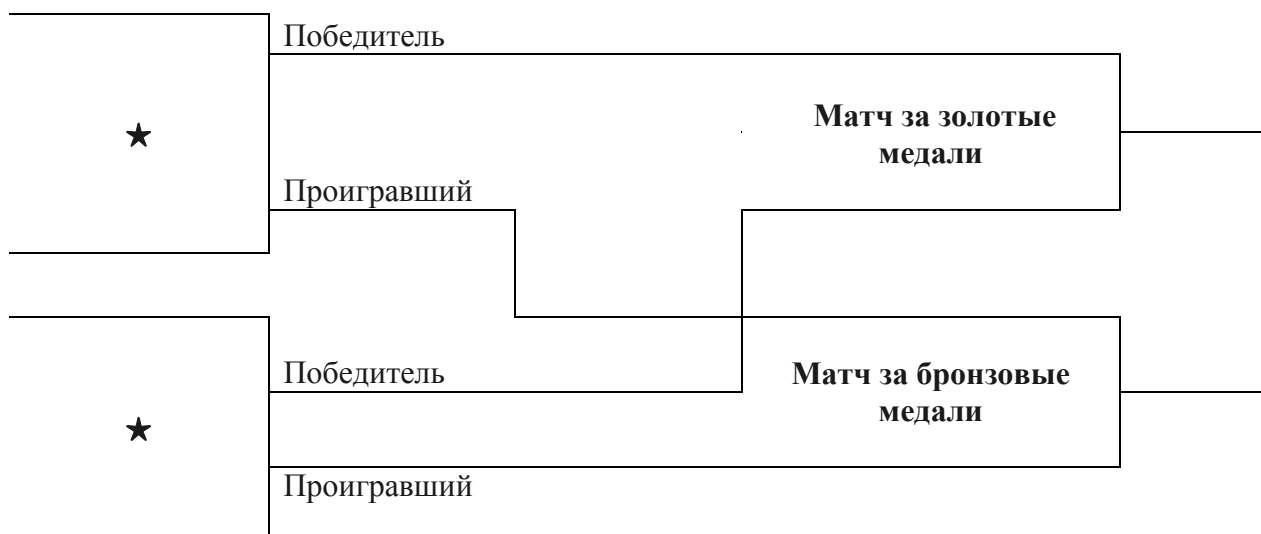 Победитель
Матч за золотые
медали
Проигравший
Победитель
Матч за бронзовые
медали
Проигравший